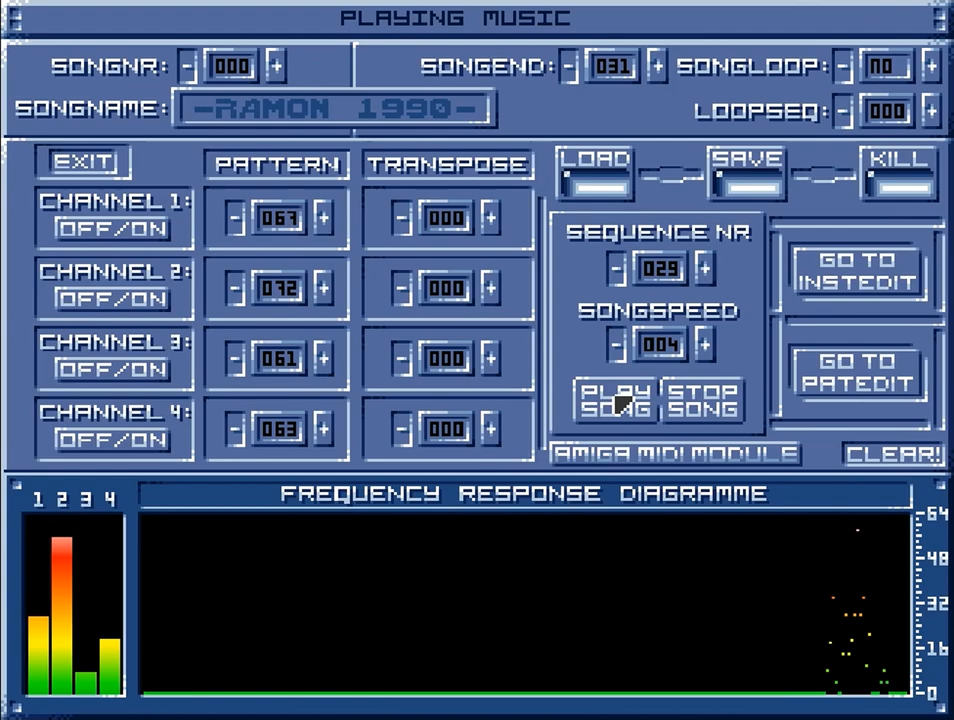 PLAYING MUSIC
SONGNR: - 000 + SONGEND: - 031 + SONGLOOP: - NO +
SONGNAME: -RAMON 1990- LOOPSEQ: - 000 +
EXIT PATTERN TRANSPOSE LOAD SAVE KILL
CHANNEL 1: OFF/ON - 067 + - 000 +
CHANNEL 2: OFF/ON - 072 + - 000 +
CHANNEL 3: OFF/ON - 061 + - 000 +
CHANNEL 4: OFF/ON - 063 + - 000 +
SEQUENCE NR
- 029 +
SONGSPEED
- 004 +
PLAY SONG STOP SONG
GO TO INSTEDIT
GO TO PATEDIT
AMIGA MIDI MODULE CLEAR!
1 2 3 4 FREQUENCY RESPONSE DIAGRAMME
-64
-48
-32
-16
-0